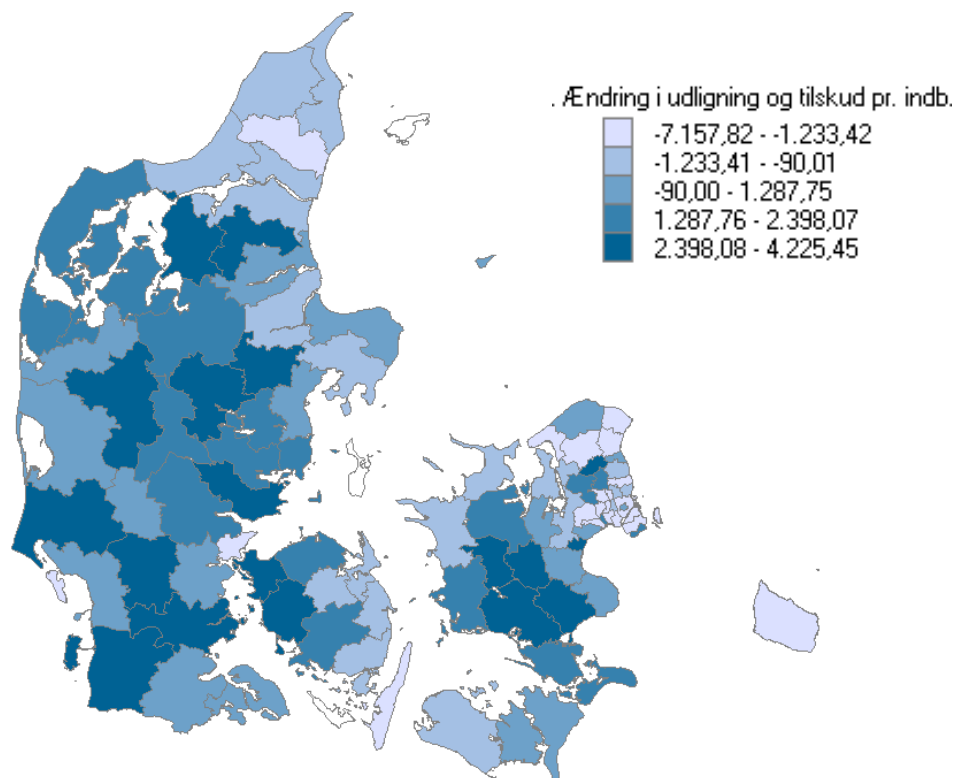 . Ændring i udligning og tilskud pr. indb.
-7.157,82 - -1.233,42
-1.233,41 - -90,01
-90,00 - 1.287,75
1.287,76 - 2.398,07
2.398,08 - 4.225,45